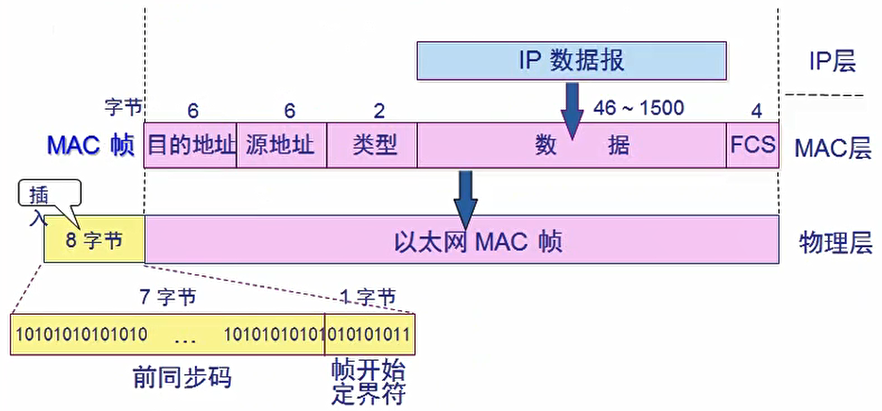 IP 数据报
IP层
字节
6
6
2
46 ~ 1500
4
MAC 帧
目的地址
源地址
类型
数 据
FCS
MAC层
插
入
8 字节
以太网 MAC 帧
物理层
7 字节
1 字节
10101010101010 ... 10101010101010101011
前同步码
帧开始
定界符